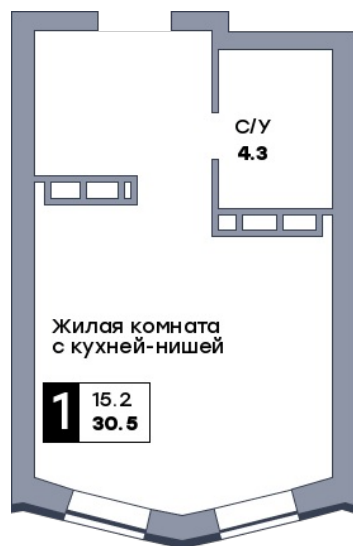 С/У
4.3
Жилая комната
с кухней-нишей
1
15.2
30.5